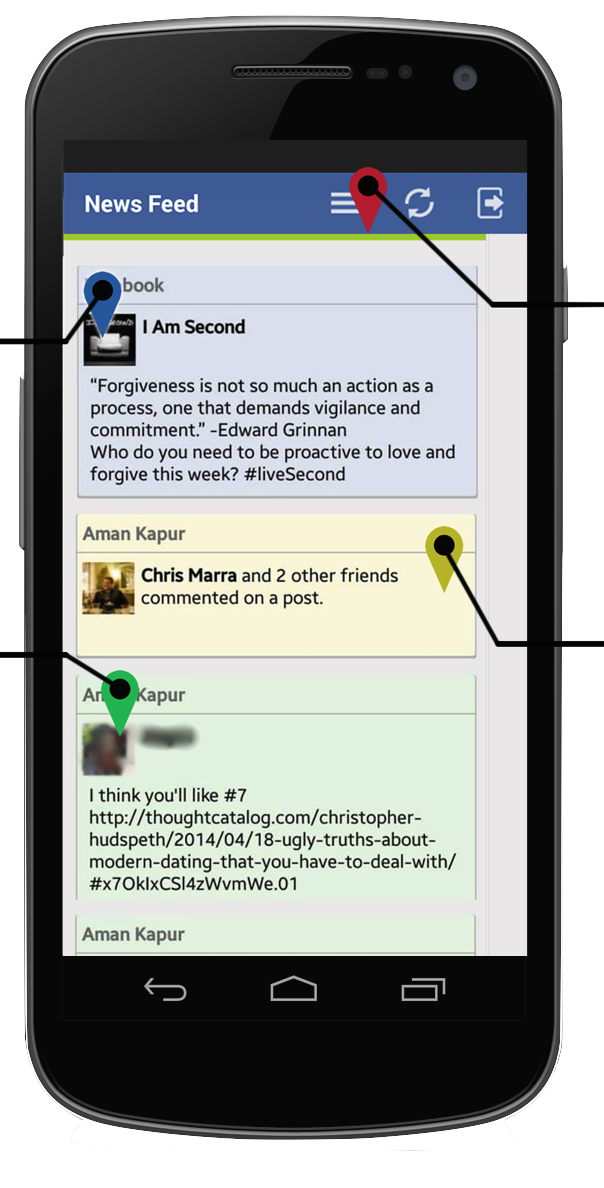 News Feed
book
I Am Second
“Forgiveness is not so much an action as a
process, one that demands vigilance and
commitment.” -Edward Grinnan
Who do you need to be proactive to love and
forgive this week? #liveSecond
Aman Kapur
Chris Marra and 2 other friends
commented on a post.
Kapur
I think you'll like #7
http://thoughtcatalog.com/christopher-
hudspeth/2014/04/18-ugly-truths-about-
modern-dating-that-you-have-to-deal-with/
#x7OkIxCSl4zWvmWe.01
Aman Kapur